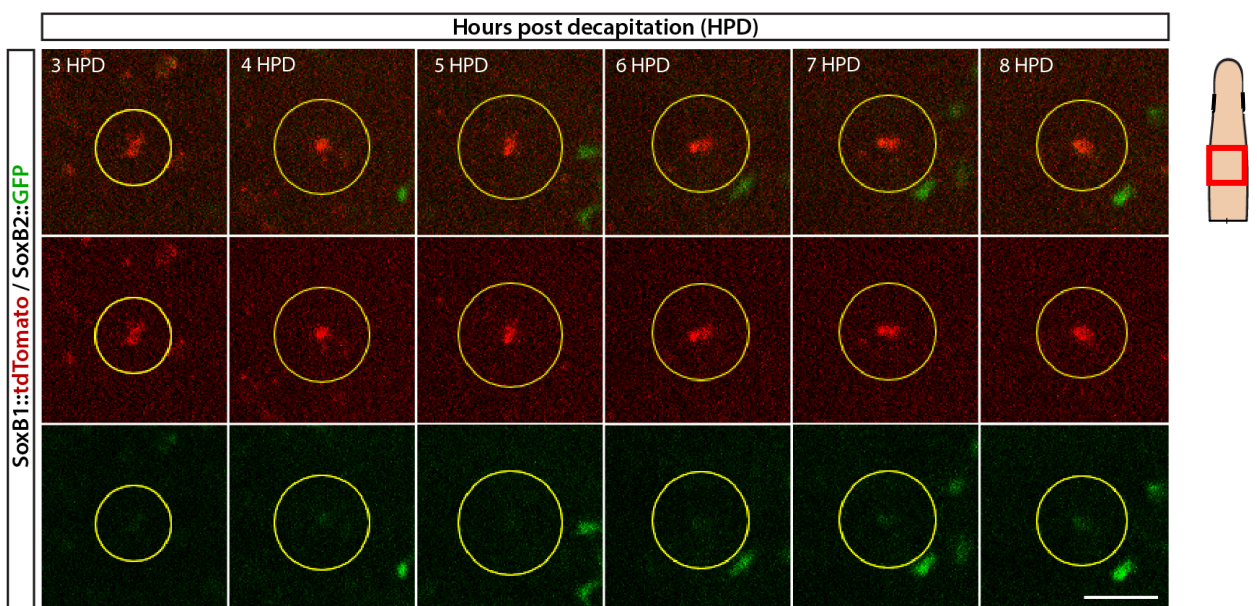 Hours post decapitation (HPD)
3 HPD
4 HPD
5 HPD
6 HPD
7 HPD
8 HPD
SoxB1::tdTomato / SoxB2::GFP